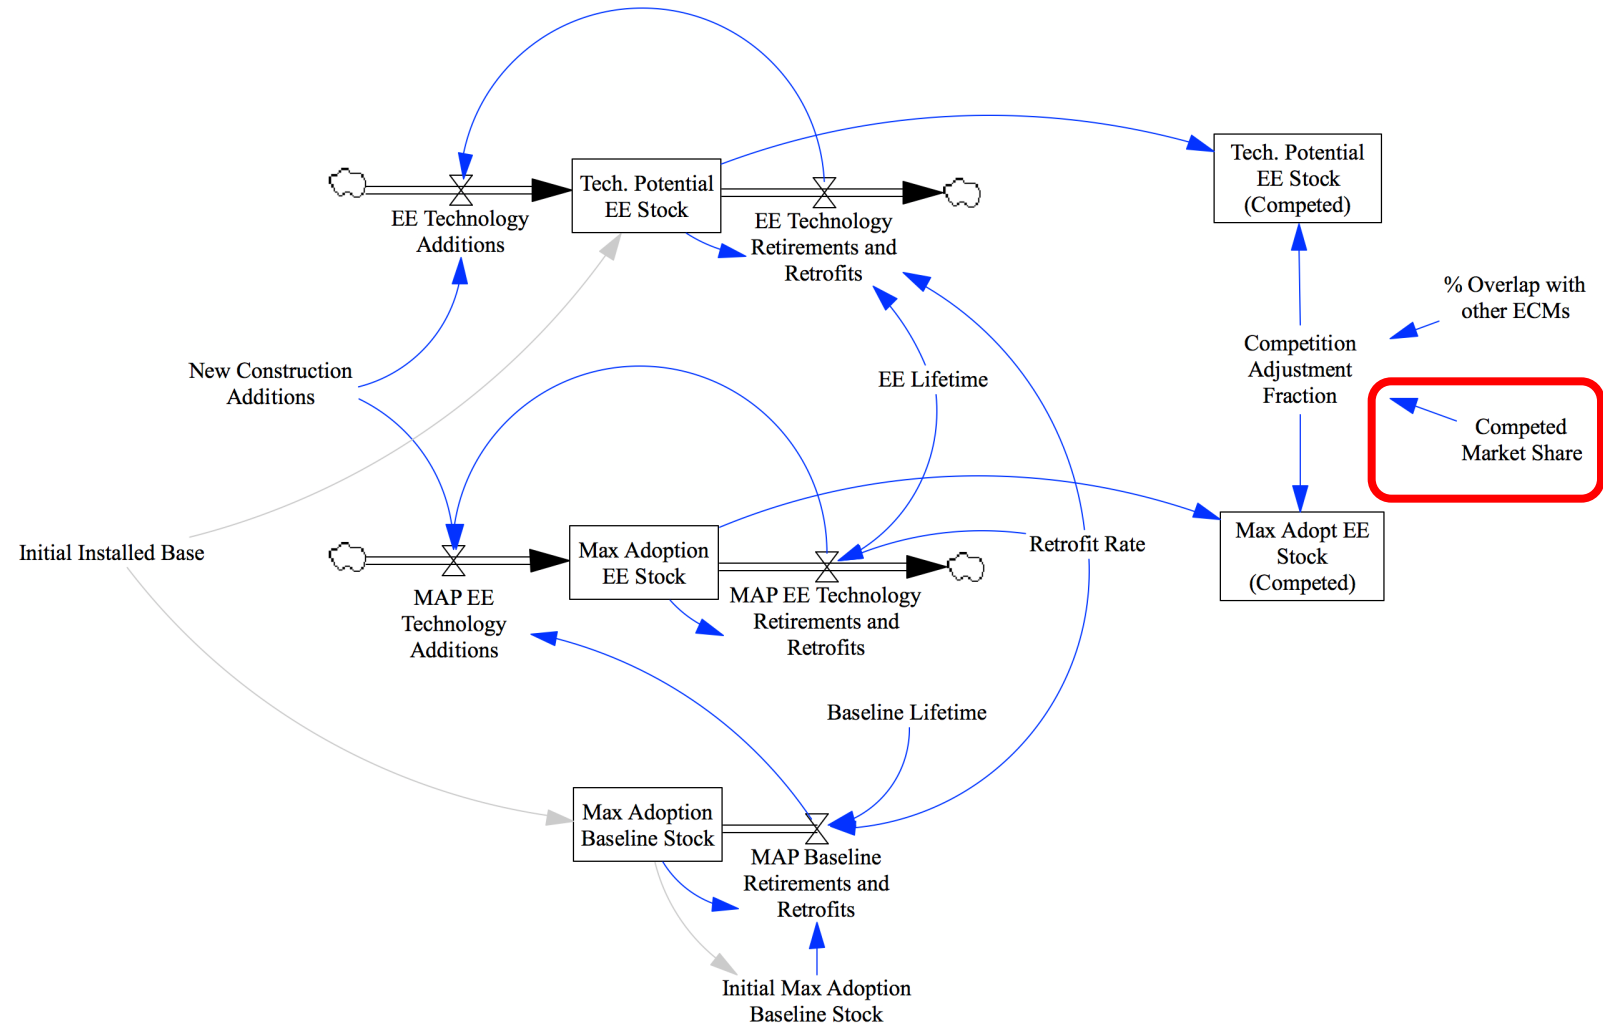 Tech. Potential
EE Stock
(Competed)
Tech. Potential
EE Stock
EE Technology
Additions
EE Technology
Retirements and
Retrofits
% Overlap with
other ECMs
Competition
Adjustment
Fraction
New Construction
Additions
EE Lifetime
Competed
Market Share
Initial Installed Base
Max Adoption
EE Stock
Retrofit Rate
Max Adopt EE
Stock
(Competed)
MAP EE
Technology
Additions
MAP EE Technology
Retirements and
Retrofits
Baseline Lifetime
Max Adoption
Baseline Stock
MAP Baseline
Retirements and
Retrofits
Initial Max Adoption
Baseline Stock